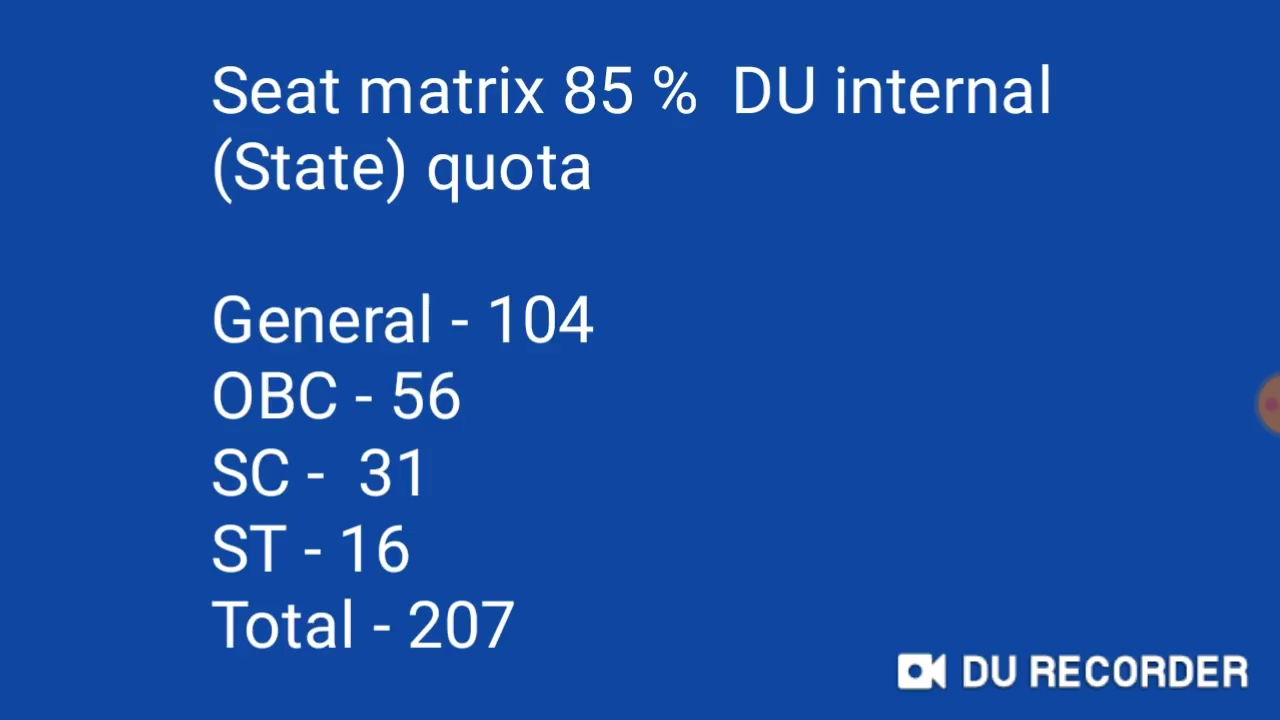 Seat matrix 85 % DU internal
(State) quota
General - 104
OBC - 56
SC - 31
ST - 16
Total - 207
DU RECORDER